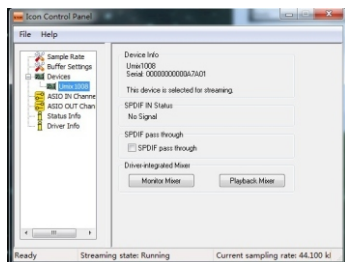 Icon Control Panel
File Help
Sample Rate
Buffer Settings
Devices
Umix1008
ASIO IN Channe
ASIO OUT Chan
Status Info
Driver Info
Device Info
Umix1008
Serial: 00000000000A7A01
This device is selected for streaming.
SPDIF IN Status
No Signal
SPDIF pass through
SPDIF pass through
Driver-integrated Mixer
Monitor Mixer Playback Mixer
Ready Streaming state: Running Current sampling rate: 44.100 kl